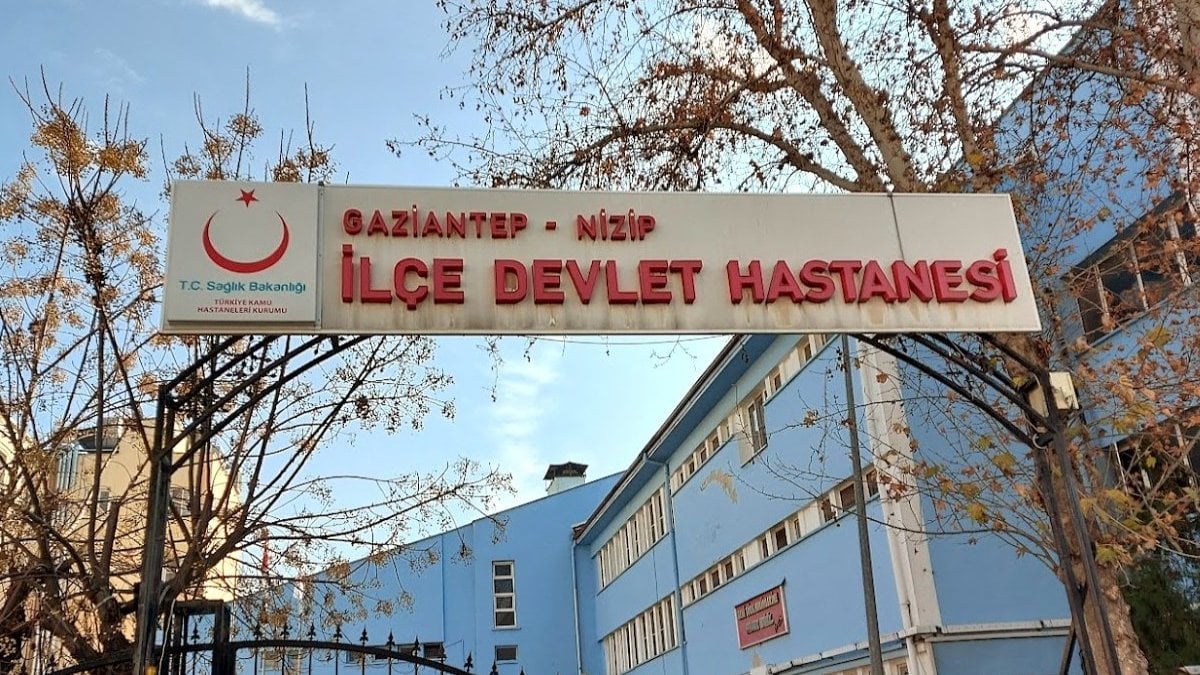 GAZİANTEP - NİZİP
İLÇE DEVLET HASTANESİ
T.C. Sağlık Bakanlığı
TÜRKİYE KAMU
HASTANELERİ KURUMU